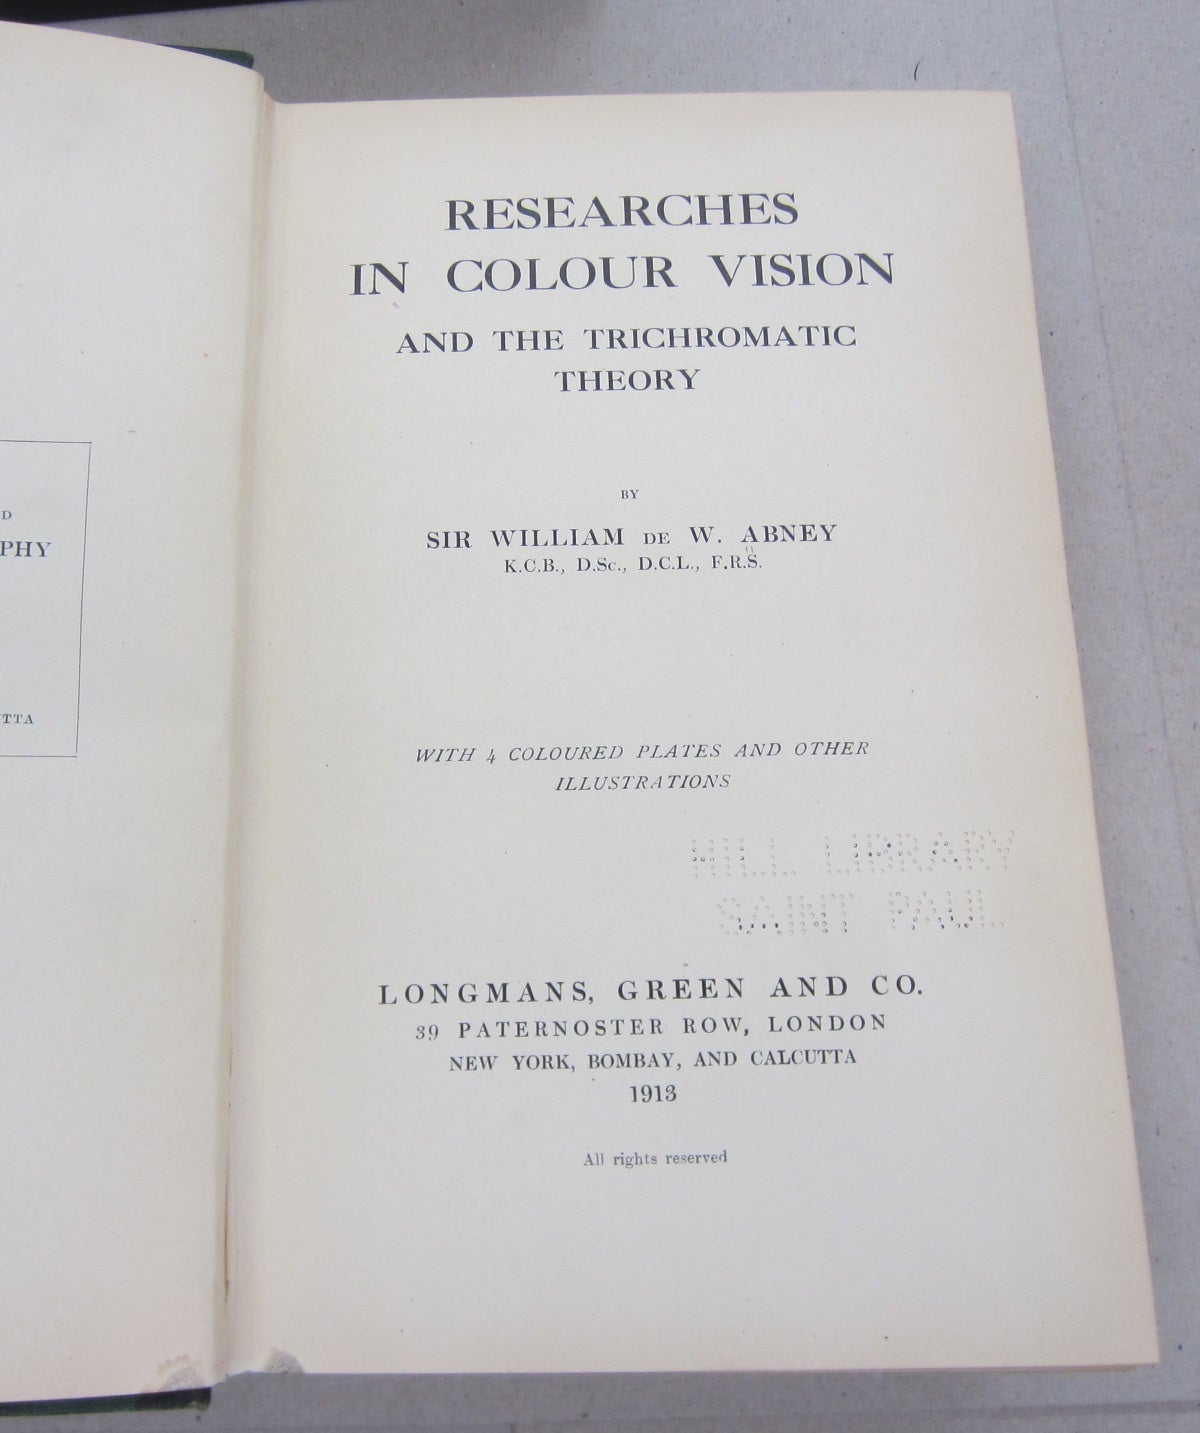 D
PHY
TTA
RESEARCHES
IN COLOUR VISION
AND THE TRICHROMATIC
THEORY
BY
SIR WILLIAM DE W. ABNEY
K.C.B., D.Sc., D.C.L., F.R.S.
WITH 4 COLOURED PLATES AND OTHER
ILLUSTRATIONS
HILL LIBRARY
SAINT PAUL
LONGMANS, GREEN AND CO.
39 PATERNOSTER ROW, LONDON
NEW YORK, BOMBAY, AND CALCUTTA
1913
All rights reserved